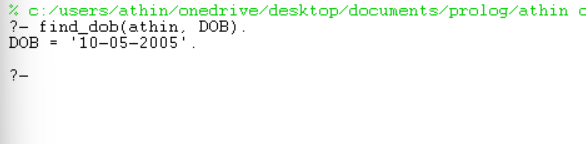 % c:/users/athin/onedrive/desktop/documents/prolog/athin c
?- find_dob(athin, DOB).
DOB = '10-05-2005'.
?-